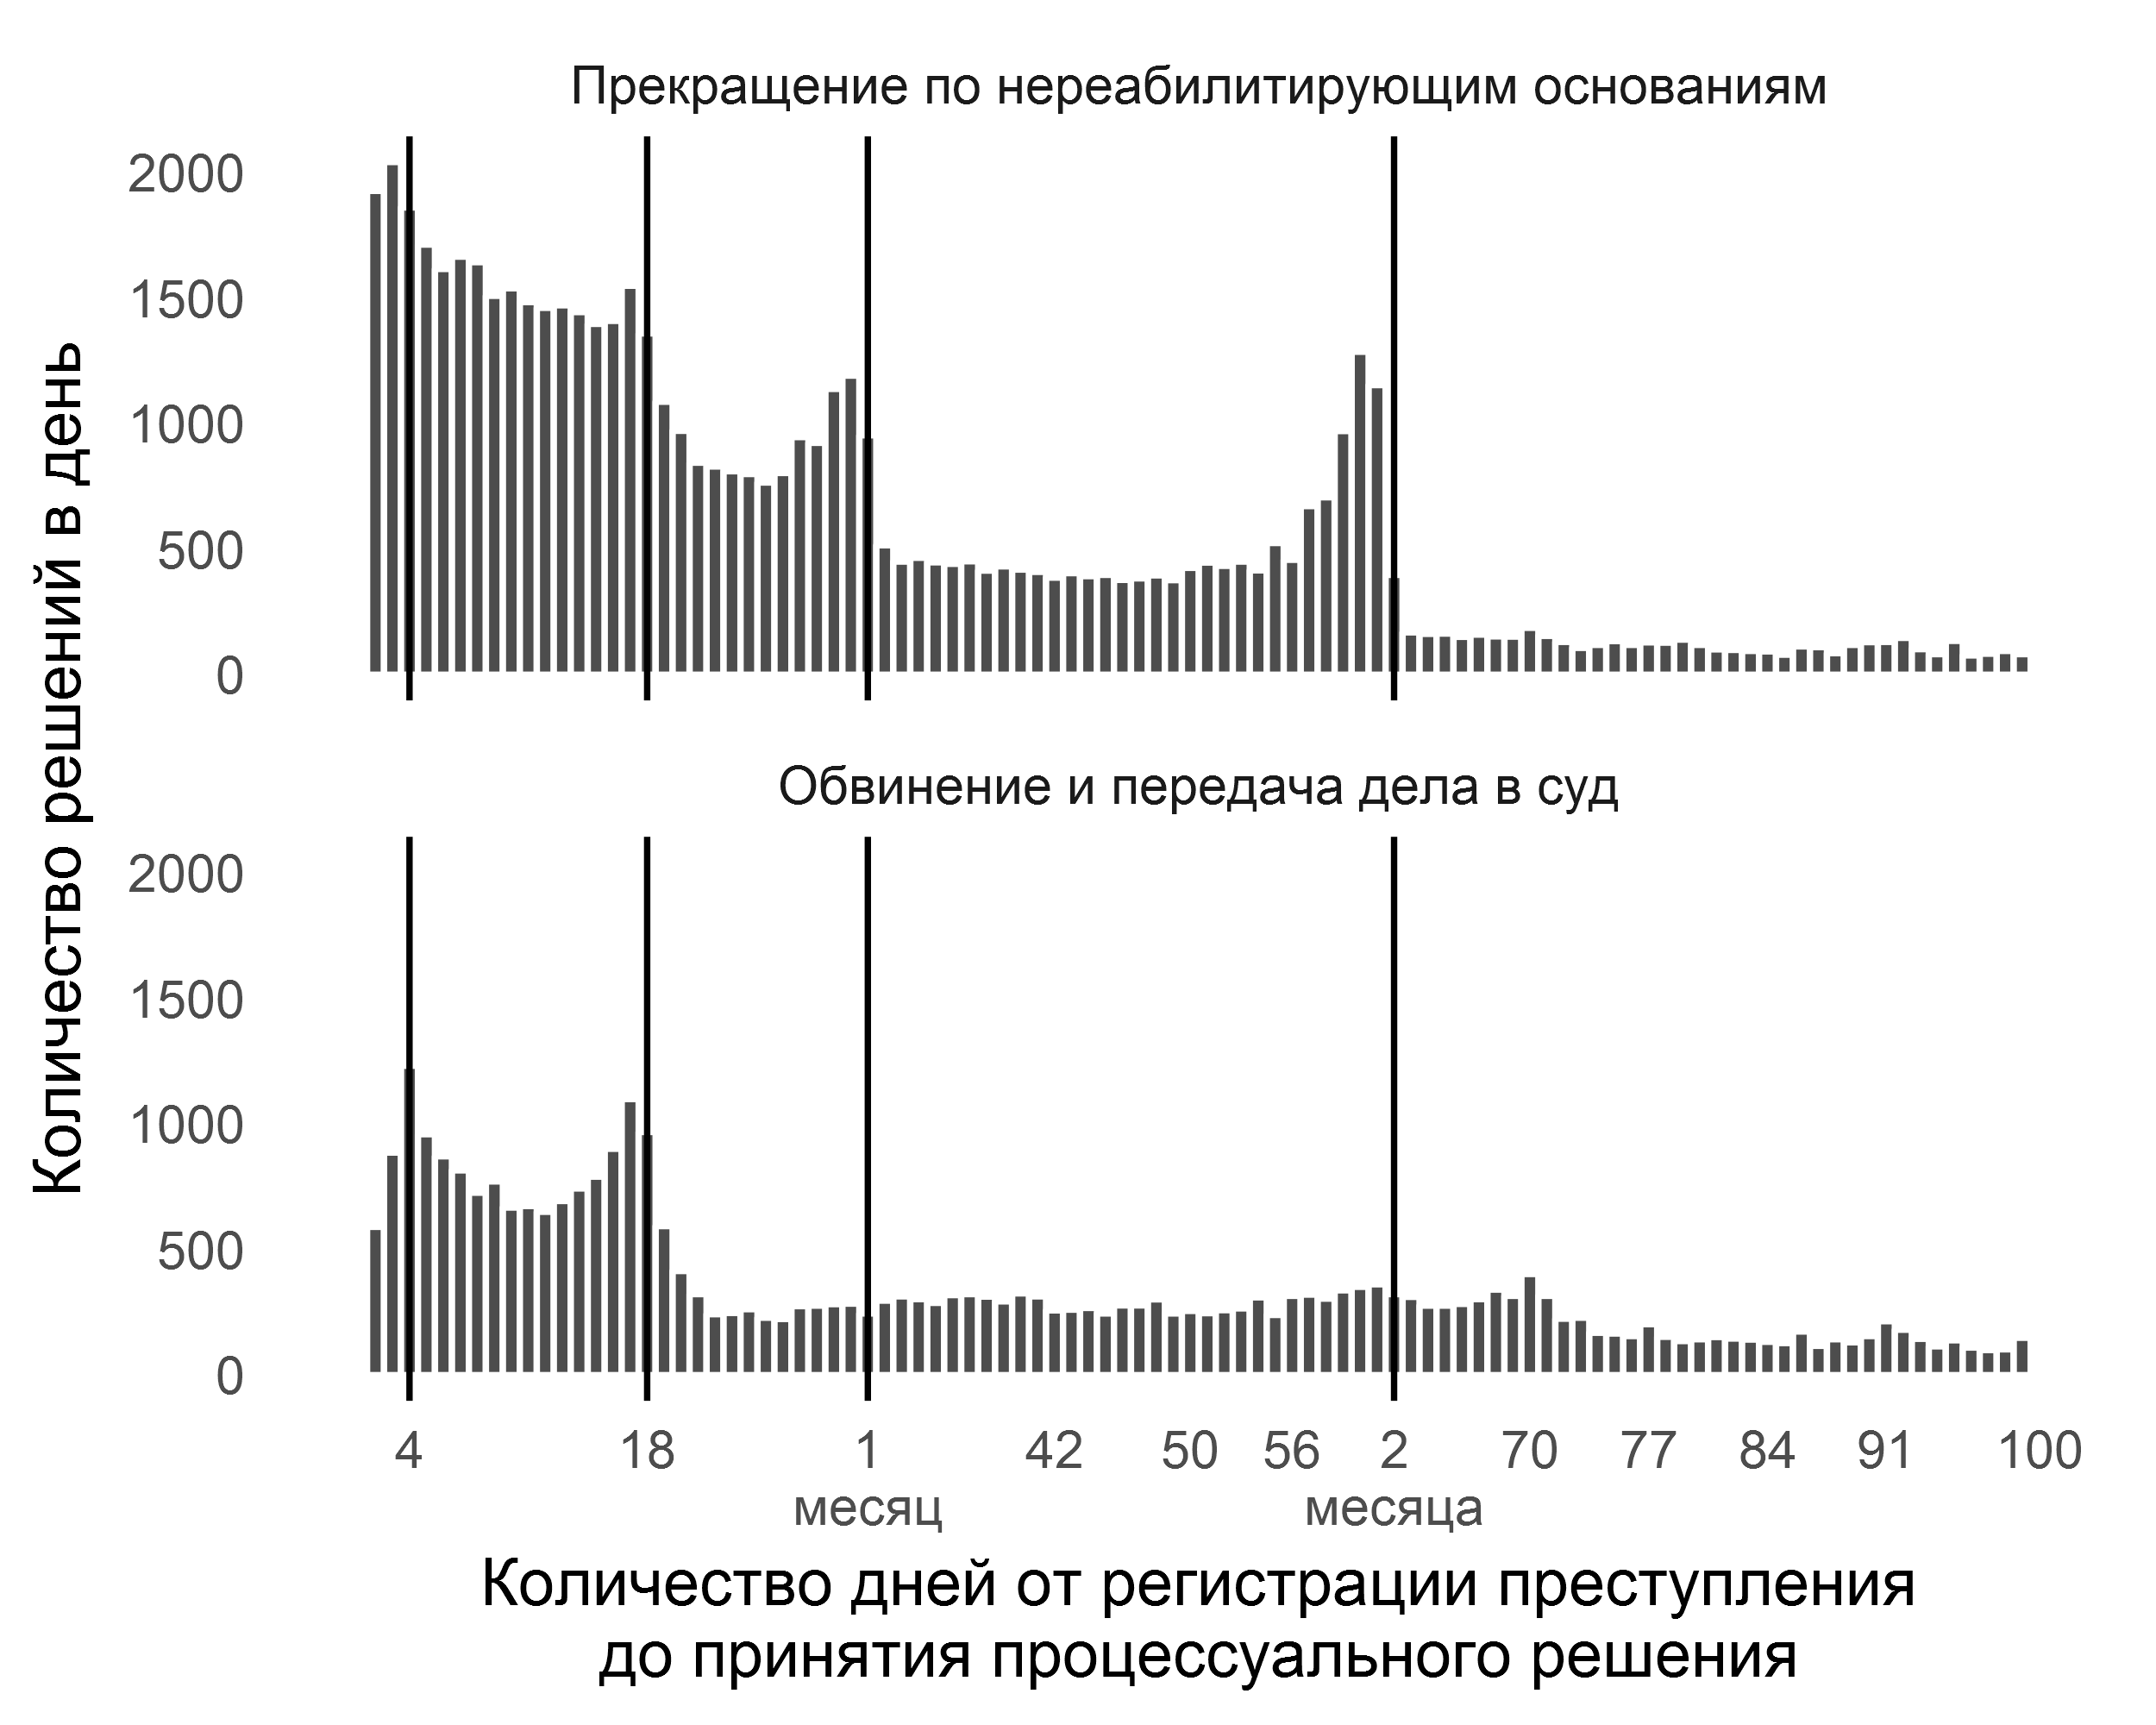 Прекращение по нереабилитирующим основаниям
2000
1500
1000
500
0
Количество решений в день
Обвинение и передача дела в суд
2000
1500
1000
500
0
4 18 1 42 50 56 2 70 77 84 91 100
месяц месяца
Количество дней от регистрации преступления
до принятия процессуального решения